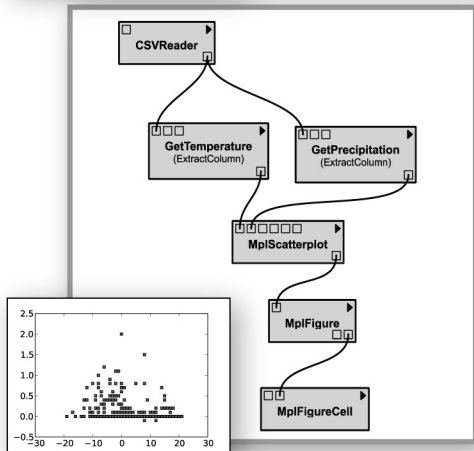 CSVReader
GetTemperature
(ExtractColumn)
GetPrecipitation
(ExtractColumn)
MplScatterplot
MplFigure
MplFigureCell
2.5
2.0
1.5
1.0
0.5
0.0
−0.5
−30 −20 −10 0 10 20 30